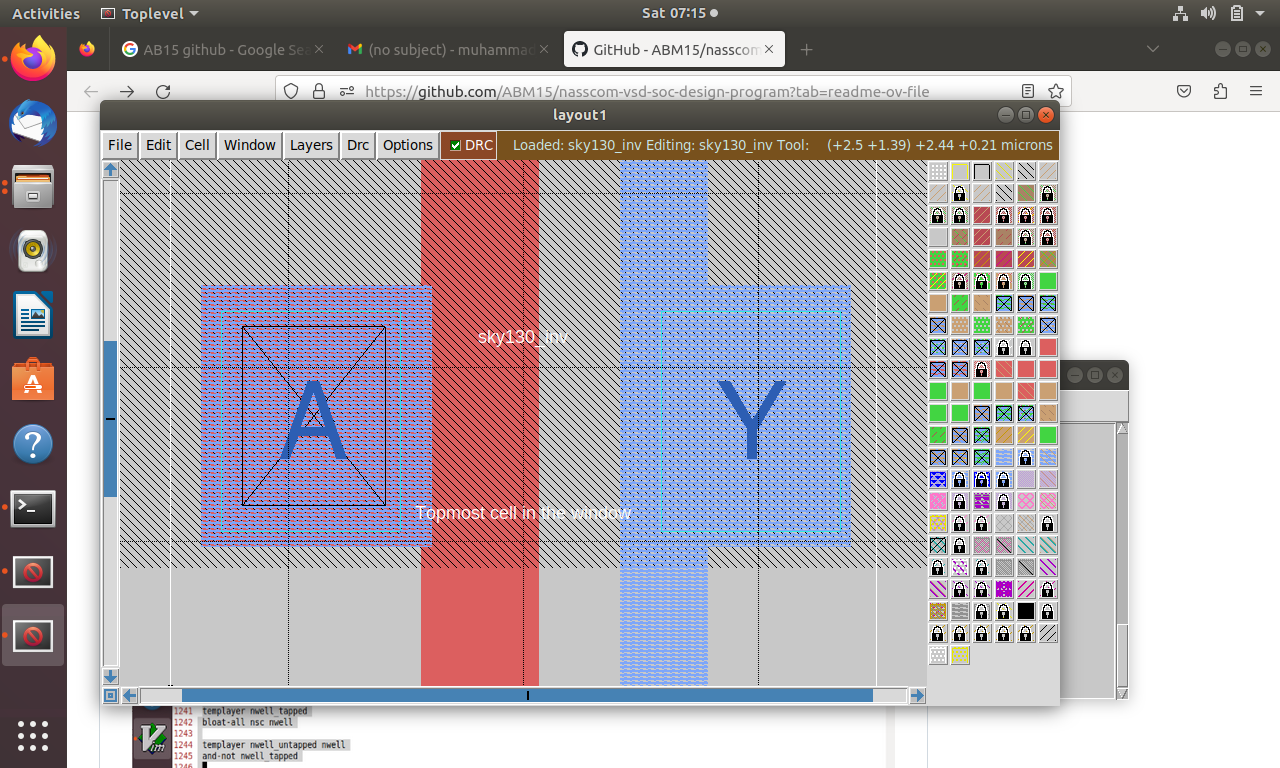 Activities
Toplevel
Sat 07:15
AB15 github - Google Se
(no subject) - muhammad
GitHub - ABM15/nasscom
https://github.com/ABM15/nasscom-vsd-soc-design-program?tab=readme-ov-file
layout1
File Edit Cell Window Layers Drc Options DRC Loaded: sky130_inv Editing: sky130_inv Tool: (+2.5 +1.39) +2.44 +0.21 microns
sky130_inv
A Y
Topmost cell in the window
1241 templayer nwell_tapped
1242 bloat-all nsc nwell
1243
1244 templayer nwell_untapped nwell
1245 and-not nwell_tapped
1246
Vim